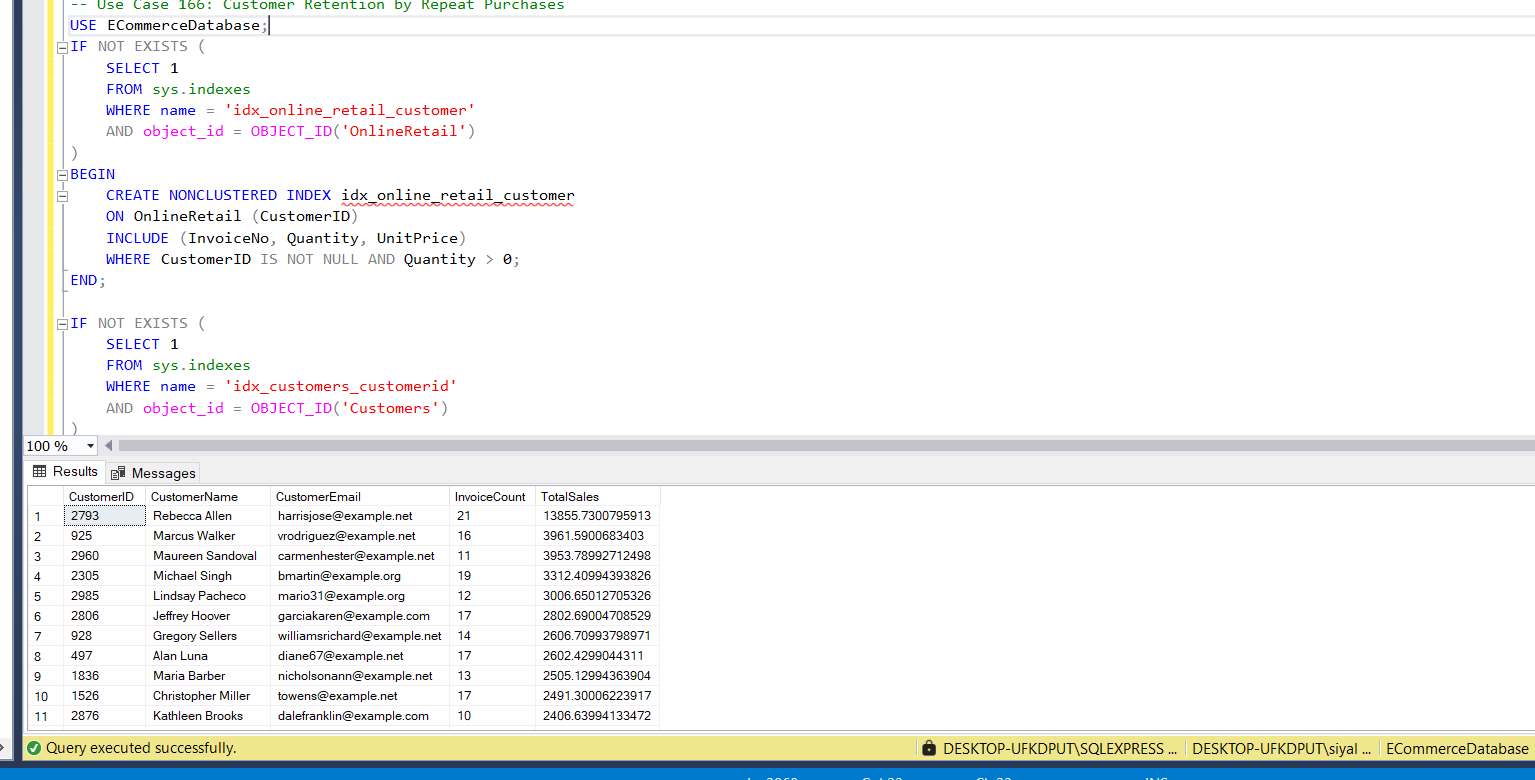 -- Use Case 166: Customer Retention by Repeat Purchases
USE ECommerceDatabase;
IF NOT EXISTS (
SELECT 1
FROM sys.indexes
WHERE name = 'idx_online_retail_customer'
AND object_id = OBJECT_ID('OnlineRetail')
)
BEGIN
CREATE NONCLUSTERED INDEX idx_online_retail_customer
ON OnlineRetail (CustomerID)
INCLUDE (InvoiceNo, Quantity, UnitPrice)
WHERE CustomerID IS NOT NULL AND Quantity > 0;
END;
IF NOT EXISTS (
SELECT 1
FROM sys.indexes
WHERE name = 'idx_customers_customerid'
AND object_id = OBJECT_ID('Customers')
)
100 %
Results Messages
CustomerID CustomerName CustomerEmail InvoiceCount TotalSales
1 2793 Rebecca Allen harrisjose@example.net 21 13855.7300795913
2 925 Marcus Walker vrodriguez@example.net 16 3961.5900683403
3 2960 Maureen Sandoval carmenhester@example.net 11 3953.78992712498
4 2305 Michael Singh bmartin@example.org 19 3312.40994393826
5 2985 Lindsay Pacheco mario31@example.org 12 3006.65012705326
6 2806 Jeffrey Hoover garciakaren@example.com 17 2802.69004708529
7 928 Gregory Sellers williamsrichard@example.net 14 2606.70993798971
8 497 Alan Luna diane67@example.net 17 2602.4299044311
9 1836 Maria Barber nicholsonann@example.net 13 2505.12994363904
10 1526 Christopher Miller towens@example.net 17 2491.30006223917
11 2876 Kathleen Brooks dalefranklin@example.com 10 2406.63994133472
Query executed successfully. DESKTOP-UFKDPUT\SQLEXPRESS ... DESKTOP-UFKDPUT\siyal ... ECommerceDatabase